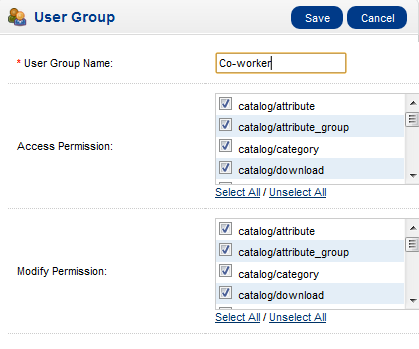 User Group
Save
Cancel
* User Group Name:
Co-worker
Access Permission:
catalog/attribute
catalog/attribute_group
catalog/category
catalog/download
Select All / Unselect All
Modify Permission:
catalog/attribute
catalog/attribute_group
catalog/category
catalog/download
Select All / Unselect All